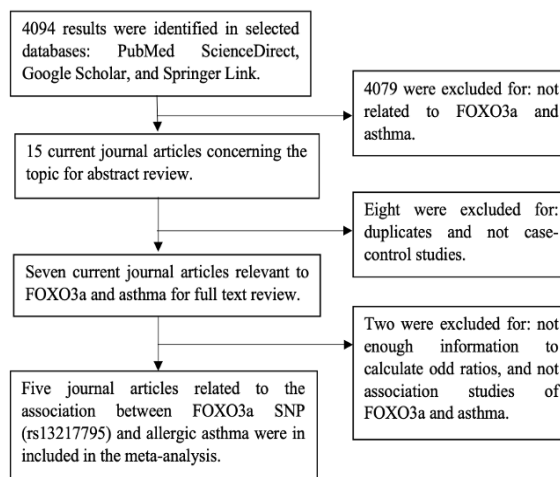 4094 results were identified in selected
databases: PubMed ScienceDirect,
Google Scholar, and Springer Link.
4079 were excluded for: not
related to FOXO3a and
asthma.
15 current journal articles concerning the
topic for abstract review.
Eight were excluded for:
duplicates and not case-
control studies.
Seven current journal articles relevant to
FOXO3a and asthma for full text review.
Two were excluded for: not
enough information to
calculate odd ratios, and not
association studies of
FOXO3a and asthma.
Five journal articles related to the
association between FOXO3a SNP
(rs13217795) and allergic asthma were in
included in the meta-analysis.